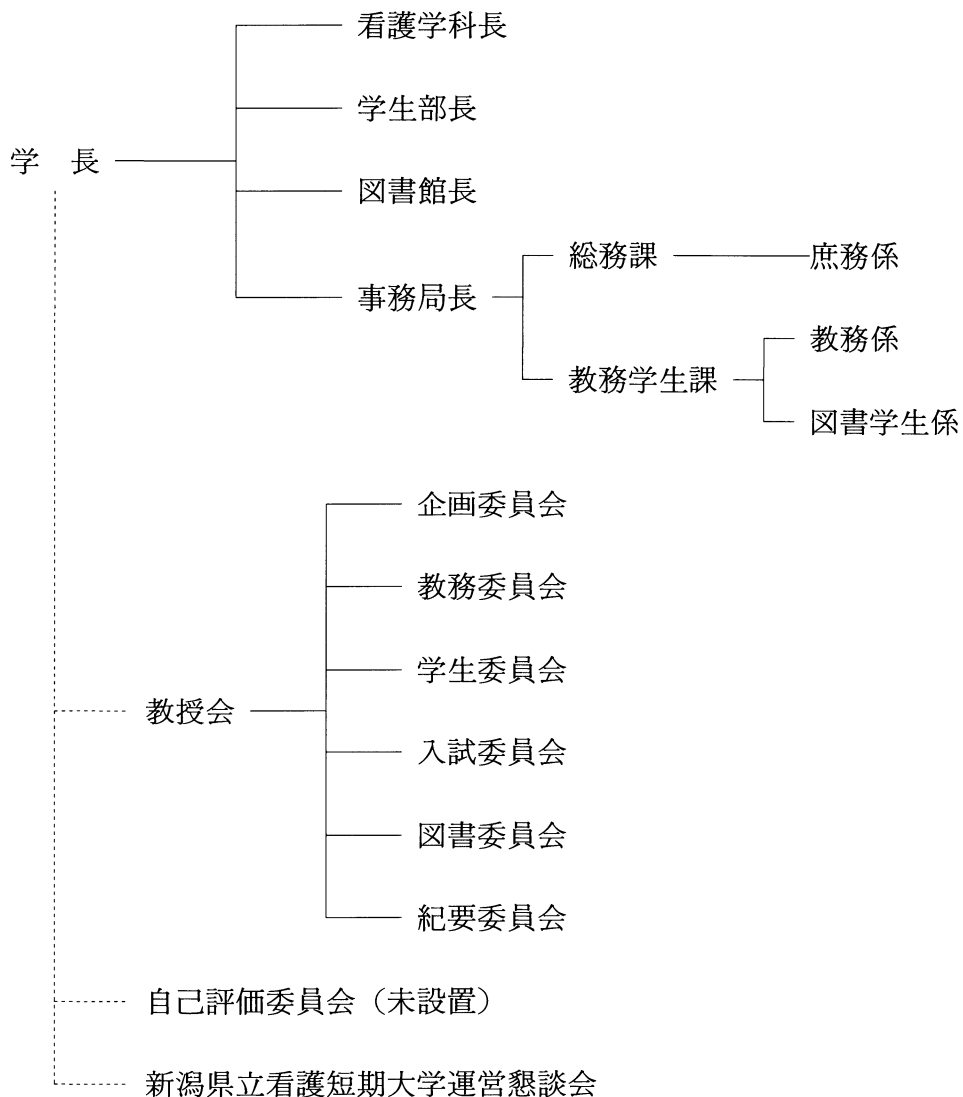 看護学科長
学生部長
学　長
図書館長
総務課
庶務係
事務局長
教務係
教務学生課
図書学生係
企画委員会
教務委員会
学生委員会
教授会
入試委員会
図書委員会
紀要委員会
自己評価委員会（未設置）
新潟県立看護短期大学運営懇談会